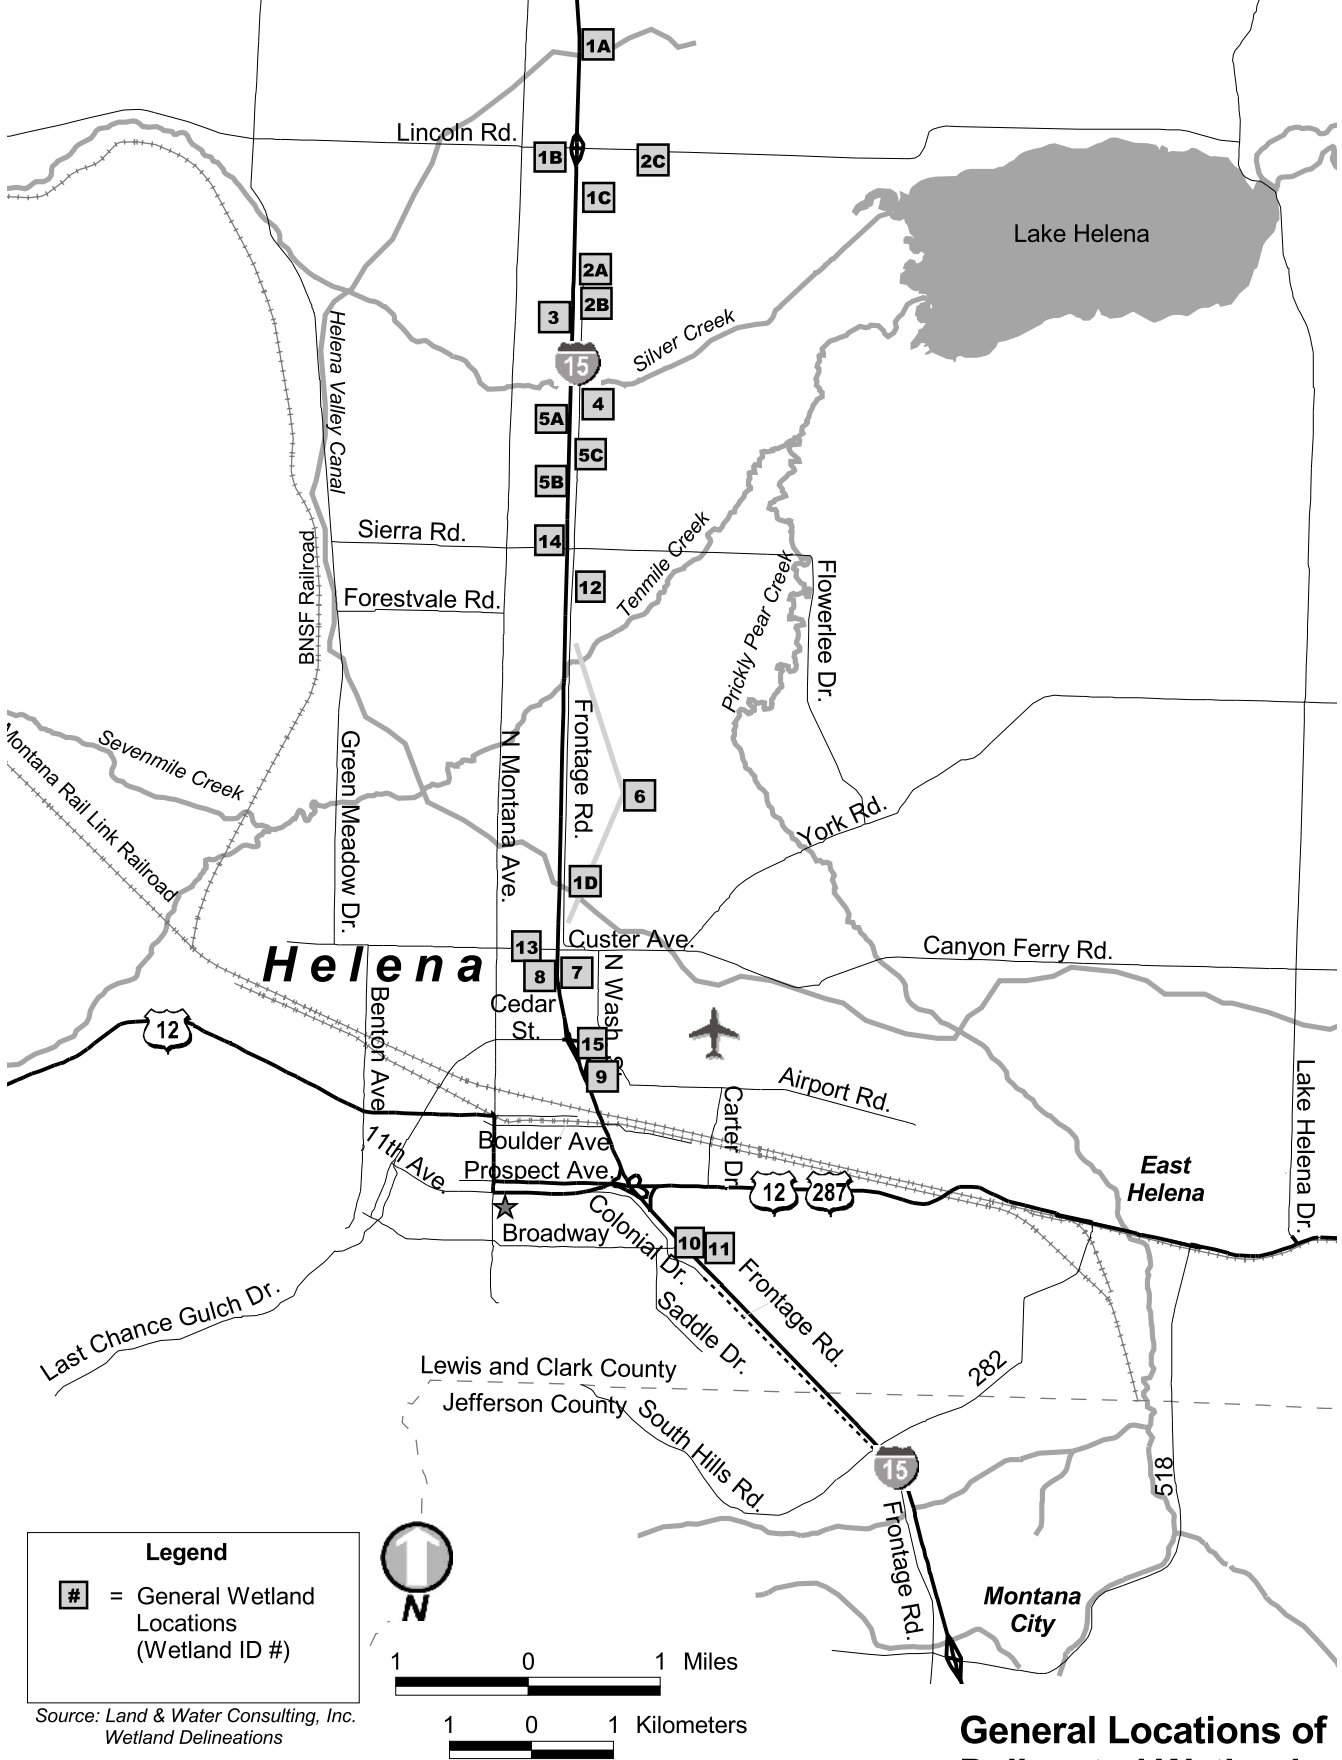 1A
Lincoln Rd.
1B
2C
1C
Lake Helena
2A
2B
3
Helena Valley Canal
Silver Creek
15
4
5A
5C
5B
Sierra Rd.
14
Tenmile Creek
BNSF Railroad
Forestvale Rd.
12
Prickly Pear Creek
Flowerlee Dr.
Sevenmile Creek
Montana Rail Link Railroad
Green Meadow Dr.
N Montana Ave.
Frontage Rd.
6
York Rd.
1D
13
Custer Ave.
Canyon Ferry Rd.
Helena
8
7
Cedar
St.
N Wash
Benton Ave.
12
15
9
Airport Rd.
Carter Dr.
Lake Helena Dr.
11th Ave.
Boulder Ave
Prospect Ave.
East
Helena
12
287
Broadway
Colonial Dr.
10
11
Frontage Rd.
Saddle Dr.
Last Chance Gulch Dr.
Lewis and Clark County
Jefferson County
282
South Hills Rd.
15
518
Frontage Rd.
Montana
City
Legend
# = General Wetland
Locations
(Wetland ID #)
N
1 0 1 Miles
1 0 1 Kilometers
Source: Land & Water Consulting, Inc.
Wetland Delineations
General Locations of